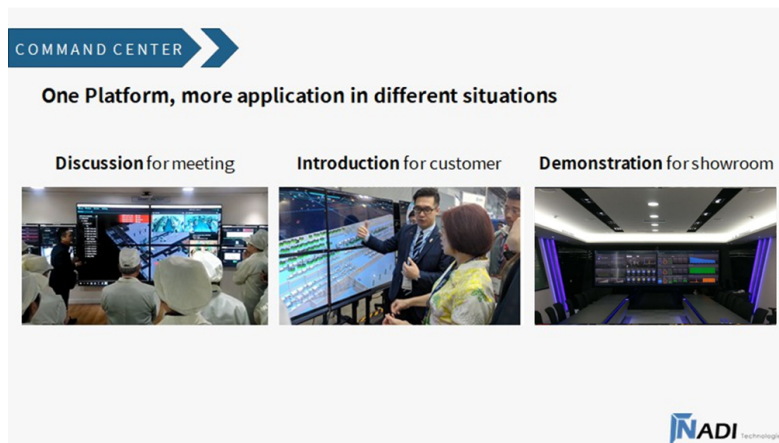 COMMAND CENTER
One Platform, more application in different situations
Discussion for meeting
Introduction for customer
Demonstration for showroom
NADI Technologie